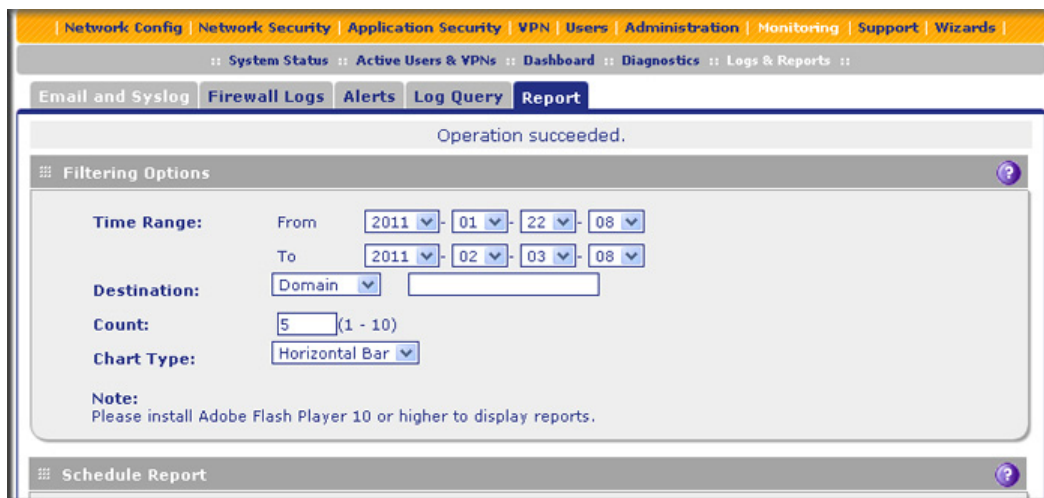 | Network Config | Network Security | Application Security | VPN | Users | Administration | Monitoring | Support | Wizards |
:: System Status :: Active Users & VPNs :: Dashboard :: Diagnostics :: Logs & Reports ::
Email and Syslog Firewall Logs Alerts Log Query Report
Operation succeeded.
Filtering Options ?
Time Range: From 2011 - 01 - 22 - 08
To 2011 - 02 - 03 - 08
Destination: Domain
Count: 5 (1 - 10)
Chart Type: Horizontal Bar
Note:
Please install Adobe Flash Player 10 or higher to display reports.
Schedule Report ?